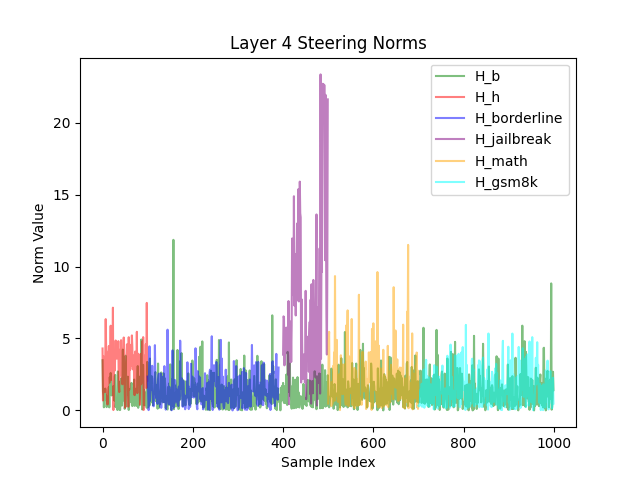 Layer 4 Steering Norms
H_b
H_h
H_borderline
H_jailbreak
H_math
H_gsm8k
Norm Value
20
15
10
5
0
0
200
400
600
800
1000
Sample Index